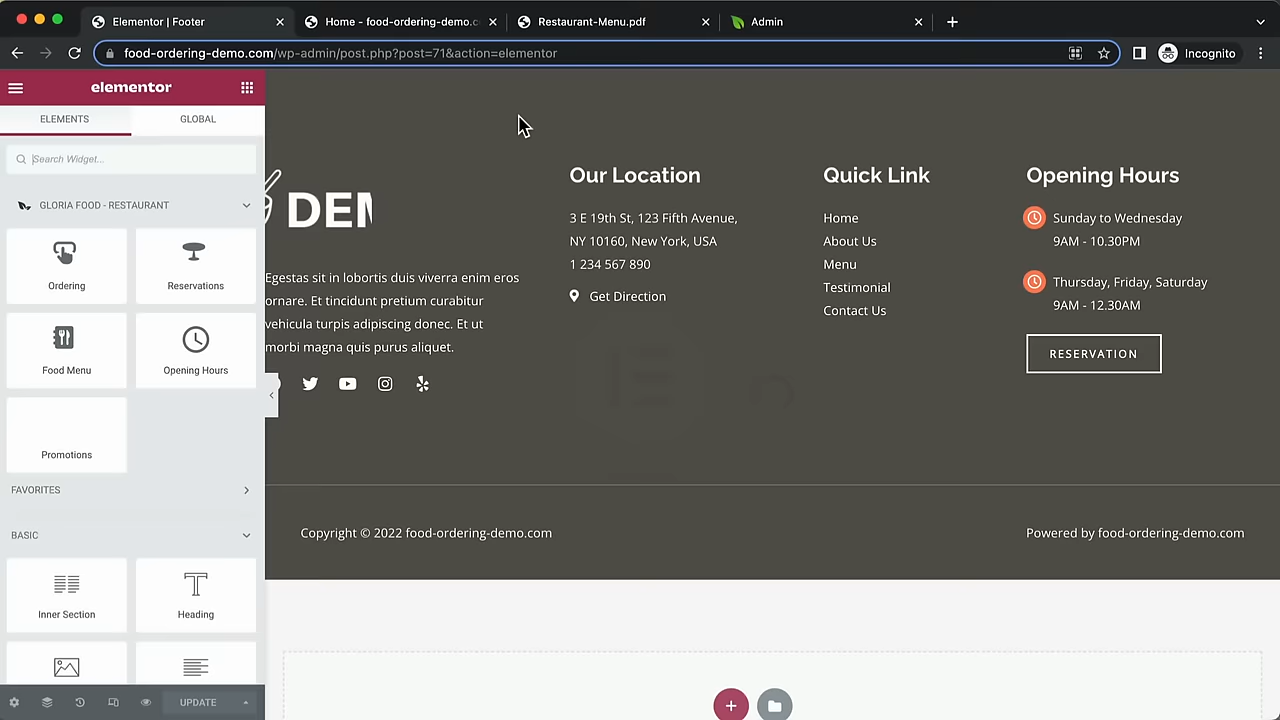 Elementor | Footer
Home - food-ordering-demo.c
Restaurant-Menu.pdf
Admin
food-ordering-demo.com/wp-admin/post.php?post=71&action=elementor
Incognito
elementor
ELEMENTS
GLOBAL
Search Widget...
GLORIA FOOD - RESTAURANT
Ordering
Reservations
Food Menu
Opening Hours
Promotions
FAVORITES
BASIC
Inner Section
Heading
UPDATE
DEM
Egestas sit in lobortis duis viverra enim eros
ornare. Et tincidunt pretium curabitur
vehicula turpis adipiscing donec. Et ut
morbi magna quis purus aliquet.
Our Location
3 E 19th St, 123 Fifth Avenue,
NY 10160, New York, USA
1 234 567 890
Get Direction
Quick Link
Home
About Us
Menu
Testimonial
Contact Us
Opening Hours
Sunday to Wednesday
9AM - 10.30PM
Thursday, Friday, Saturday
9AM - 12.30AM
RESERVATION
Copyright © 2022 food-ordering-demo.com
Powered by food-ordering-demo.com